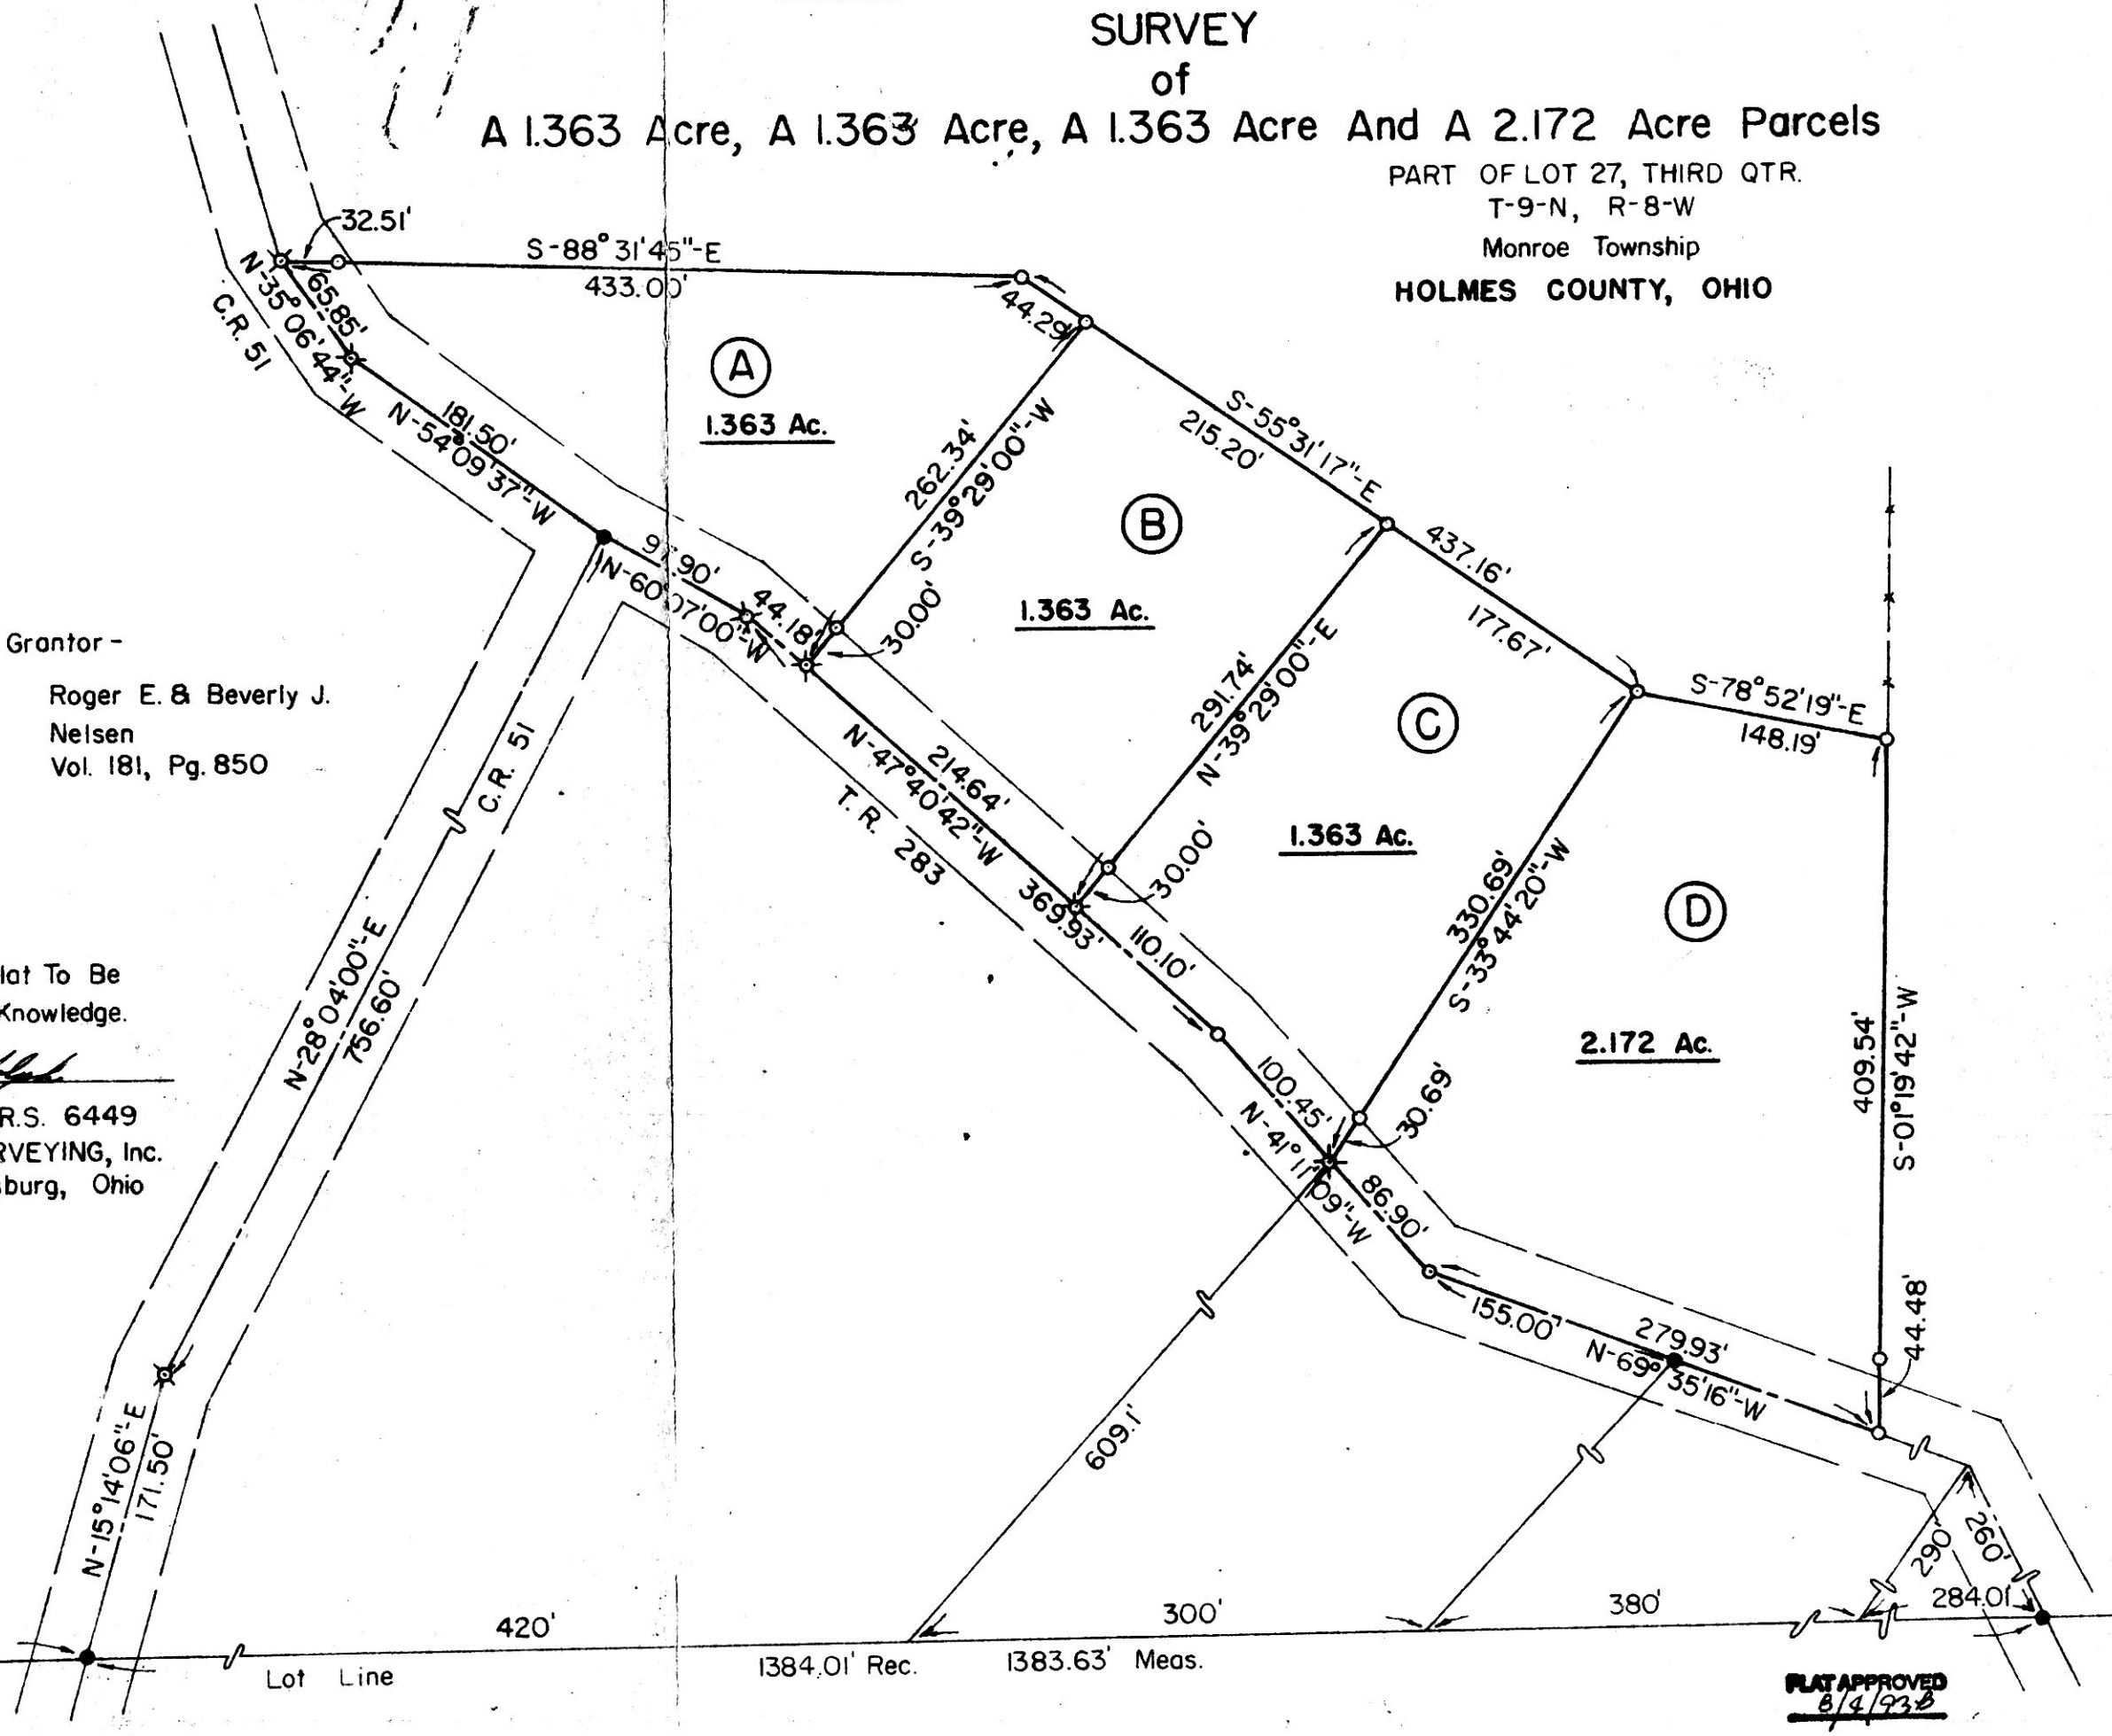 SURVEY
of
A 1.363 Acre, A 1.363 Acre, A 1.363 Acre And A 2.172 Acre Parcels
PART OF LOT 27, THIRD QTR.
T-9-N, R-8-W
Monroe Township
HOLMES COUNTY, OHIO
32.51'
S-88°31'45"-E
433.00'
44.29'
65.85'
N-35°06'44"-W
C.R. 51
181.50'
N-54°09'37"-W
A
1.363 Ac.
262.34'
S-39°29'00"-W
30.00'
S-55°31'17"-E
215.20'
437.16'
177.67'
B
1.363 Ac.
97.90'
N-60°07'00"-W
44.18'
291.74'
N-39°29'00"-E
30.00'
C
1.363 Ac.
S-78°52'19"-E
148.19'
Grantor -
Roger E. & Beverly J.
Nelsen
Vol. 181, Pg. 850
C.R. 51
214.64'
N-47°40'42"-W
T. R. 283
369.93'
110.10'
330.69'
S-33°44'20"-W
30.69'
D
2.172 Ac.
409.54'
S-01°19'42"-W
44.48'
lat To Be
Knowledge.
R.S. 6449
RVEYING, Inc.
sburg, Ohio
N-28°04'00"-E
756.60'
100.45'
N-41°11'09"-W
86.90'
155.00'
279.93'
N-69°35'16"-W
N-15°14'06"-E
171.50'
609.1'
290'
260'
420'
300'
380'
284.01
Lot Line
1384.01' Rec.
1383.63' Meas.
PLAT APPROVED
8/4/93